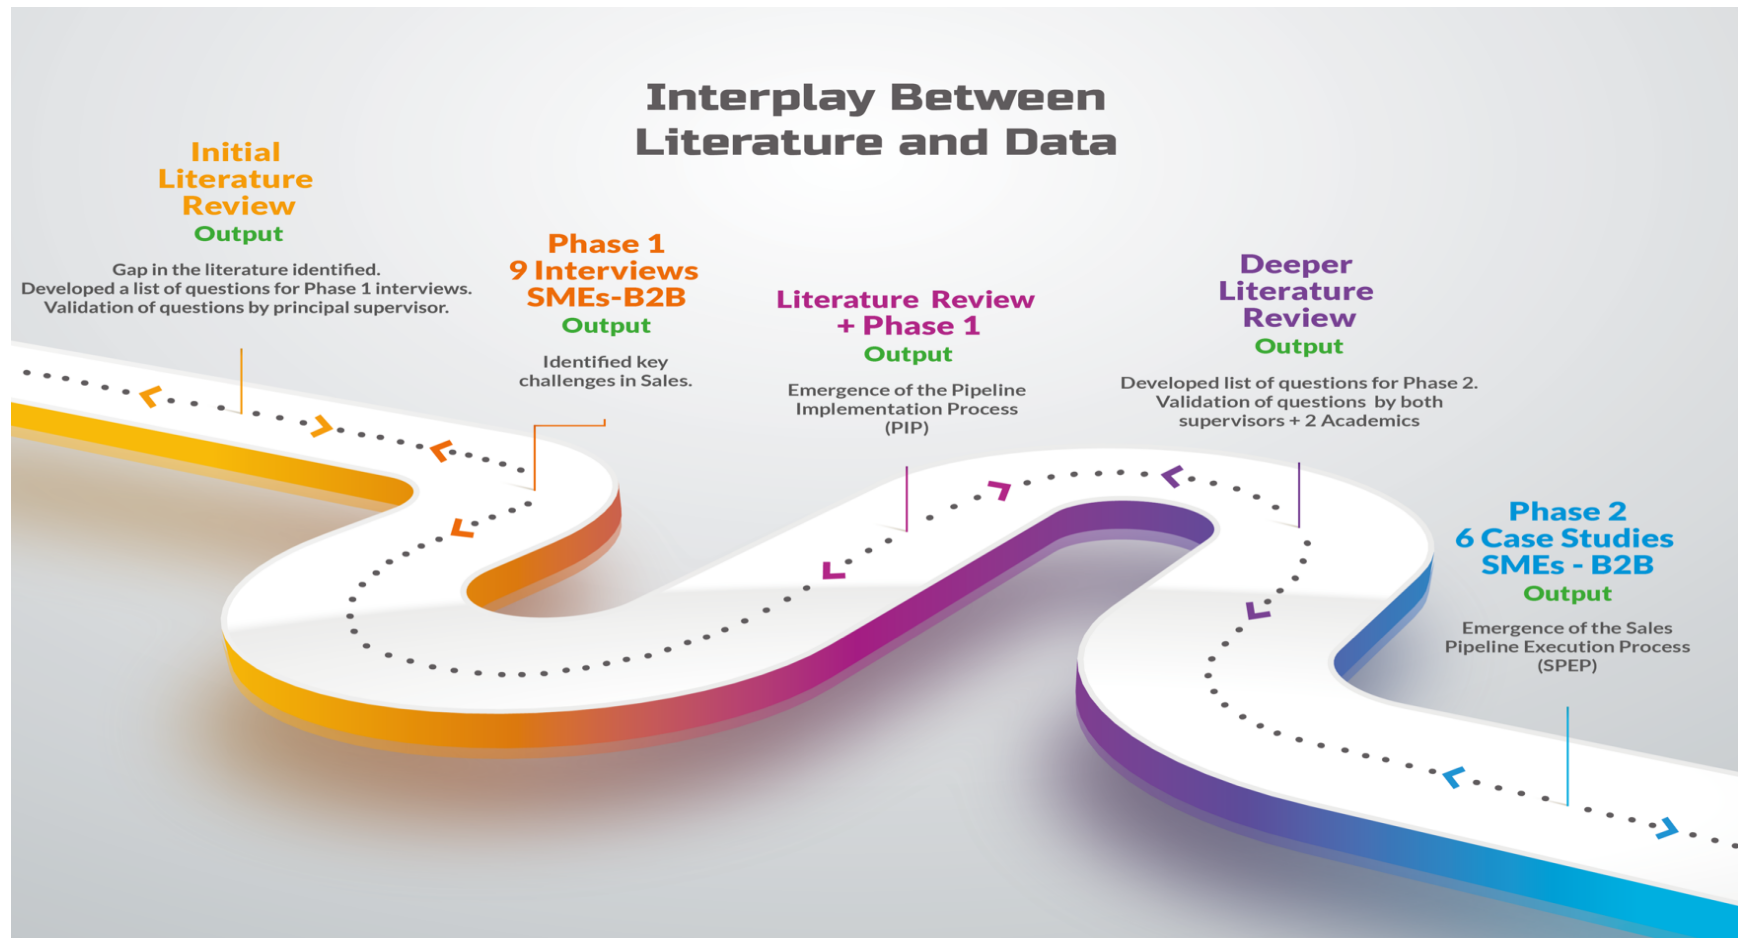 Interplay Between
Literature and Data
Initial
Literature
Review
Output
Gap in the literature identified.
Developed a list of questions for Phase 1 interviews.
Validation of questions by principal supervisor.
Phase 1
9 Interviews
SMEs-B2B
Output
Identified key
challenges in Sales.
Literature Review
+ Phase 1
Output
Emergence of the Pipeline
Implementation Process
(PIP)
Deeper
Literature
Review
Output
Developed list of questions for Phase 2.
Validation of questions by both
supervisors + 2 Academics
Phase 2
6 Case Studies
SMEs - B2B
Output
Emergence of the Sales
Pipeline Execution Process
(SPEP)